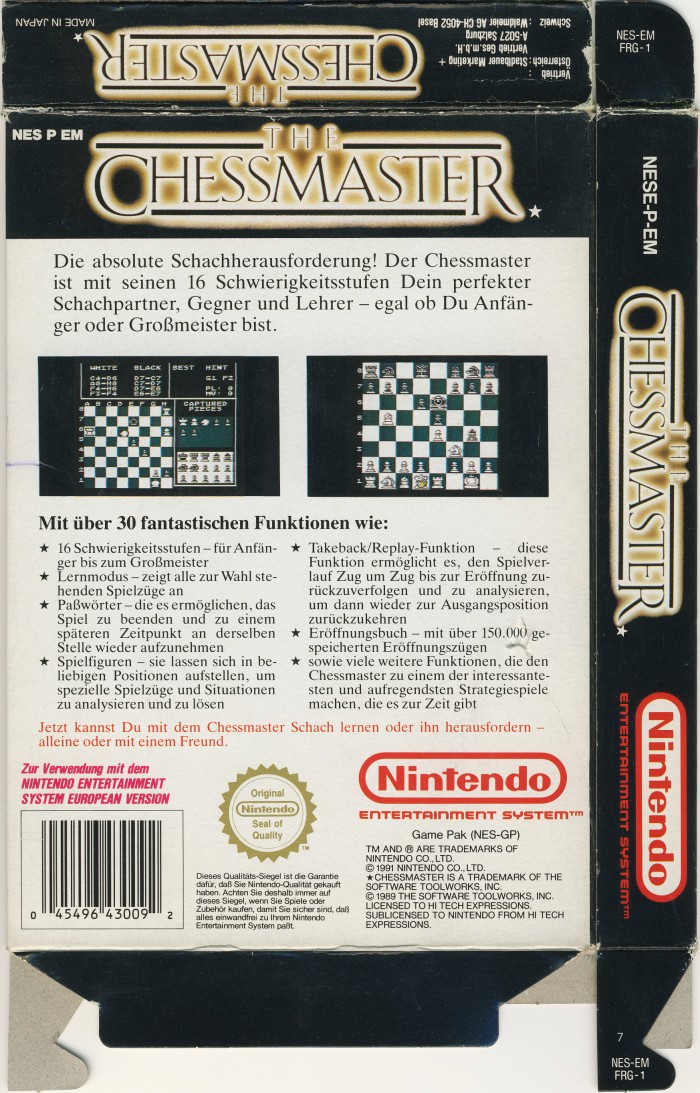 MADE IN JAPAN
THE
CHESSMASTER
★
Vertrieb :
Österreich: Stadlbauer Marketing +
Vertrieb Ges.m.b.H.
A-5027 Salzburg
Schweiz : Waldmeier AG CH-4052 Basel
NES-EM
FRG-1
NES P EM
THE
CHESSMASTER
★
Die absolute Schachherausforderung! Der Chessmaster
ist mit seinen 16 Schwierigkeitsstufen Dein perfekter
Schachpartner, Gegner und Lehrer – egal ob Du Anfän-
ger oder Großmeister bist.
WHITE BLACK BEST HINT
CAPTURED
PIECES
Mit über 30 fantastischen Funktionen wie:
★ 16 Schwierigkeitsstufen – für Anfän-
ger bis zum Großmeister
★ Lernmodus – zeigt alle zur Wahl ste-
henden Spielzüge an
★ Paßwörter – die es ermöglichen, das
Spiel zu beenden und zu einem
späteren Zeitpunkt an derselben
Stelle wieder aufzunehmen
★ Spielfiguren – sie lassen sich in be-
liebigen Positionen aufstellen, um
spezielle Spielzüge und Situationen
zu analysieren und zu lösen
★ Takeback/Replay-Funktion – diese
Funktion ermöglicht es, den Spielver-
lauf Zug um Zug bis zur Eröffnung zu-
rückzuverfolgen und zu analysieren,
um dann wieder zur Ausgangsposition
zurückzukehren
★ Eröffnungsbuch – mit über 150.000 ge-
speicherten Eröffnungszügen
★ sowie viele weitere Funktionen, die den
Chessmaster zu einem der interessante-
sten und aufregendsten Strategiespiele
machen, die es zur Zeit gibt
Jetzt kannst Du mit dem Chessmaster Schach lernen oder ihn herausfordern –
alleine oder mit einem Freund.
Zur Verwendung mit dem
NINTENDO ENTERTAINMENT
SYSTEM EUROPEAN VERSION
0 45496 43009 2
Original
Nintendo
Seal of
Quality
TM
Dieses Qualitäts-Siegel ist die Garantie
dafür, daß Sie Nintendo-Qualität gekauft
haben. Achten Sie deshalb immer auf
dieses Siegel, wenn Sie Spiele oder
Zubehör kaufen, damit Sie sicher sind, daß
alles einwandfrei zu Ihrem Nintendo
Entertainment System paßt.
Nintendo
ENTERTAINMENT SYSTEM™
Game Pak (NES-GP)
TM AND ® ARE TRADEMARKS OF
NINTENDO CO., LTD.
© 1991 NINTENDO CO., LTD.
★CHESSMASTER IS A TRADEMARK OF THE
SOFTWARE TOOLWORKS, INC.
© 1989 THE SOFTWARE TOOLWORKS, INC.
LICENSED TO HI TECH EXPRESSIONS.
SUBLICENSED TO NINTENDO FROM HI TECH
EXPRESSIONS.
NESE-P-EM
THE
CHESSMASTER
★
Nintendo
ENTERTAINMENT SYSTEM™
7
NES-EM
FRG-1